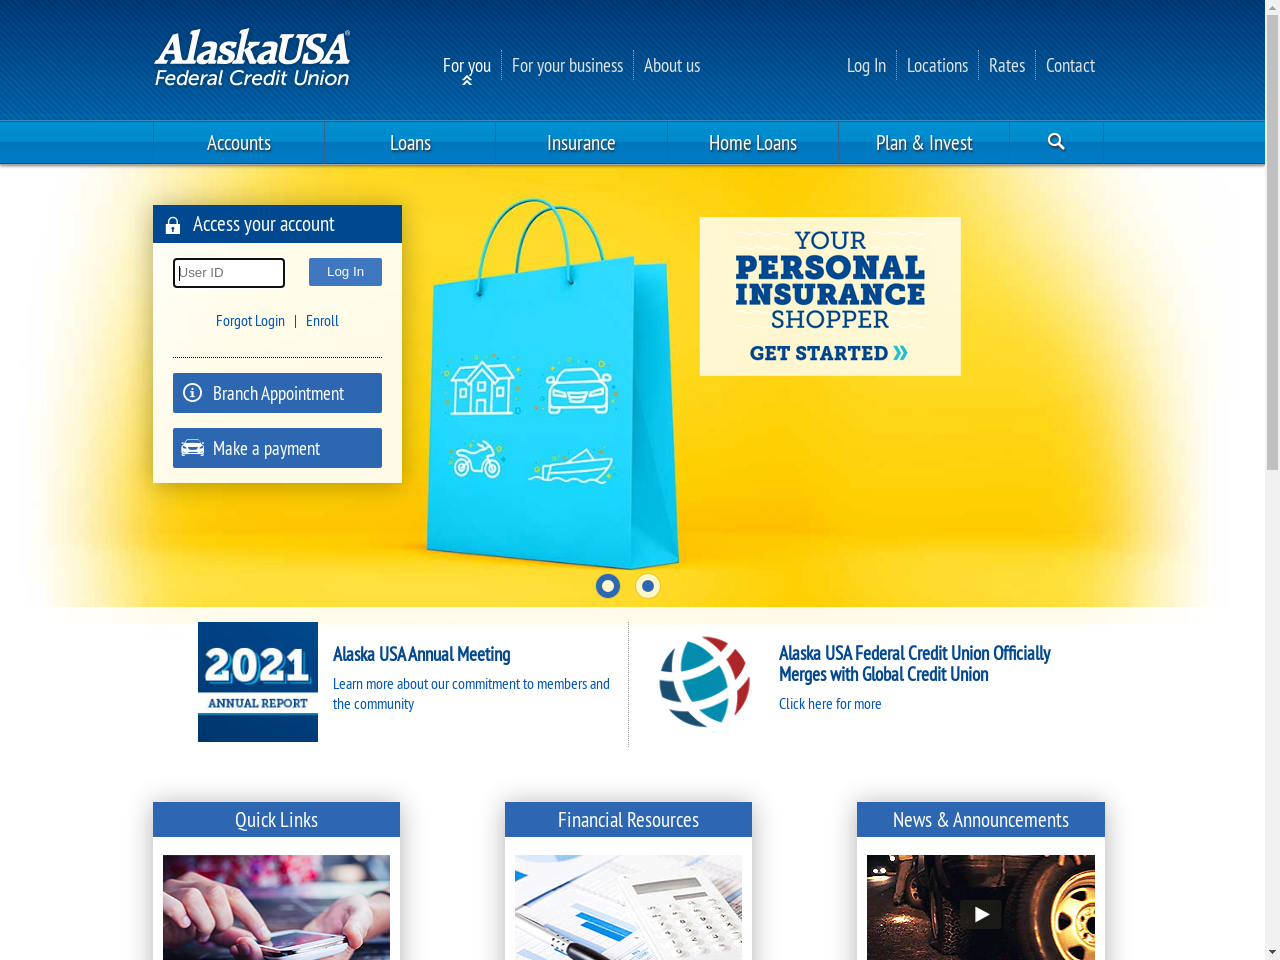 AlaskaUSA®
Federal Credit Union
For you
For your business
About us
Log In
Locations
Rates
Contact
Accounts
Loans
Insurance
Home Loans
Plan & Invest
Access your account
User ID
Log In
Forgot Login | Enroll
Branch Appointment
Make a payment
YOUR
PERSONAL
INSURANCE
SHOPPER
GET STARTED »
2021
ANNUAL REPORT
Alaska USA Annual Meeting
Learn more about our commitment to members and
the community
Alaska USA Federal Credit Union Officially
Merges with Global Credit Union
Click here for more
Quick Links
Financial Resources
News & Announcements